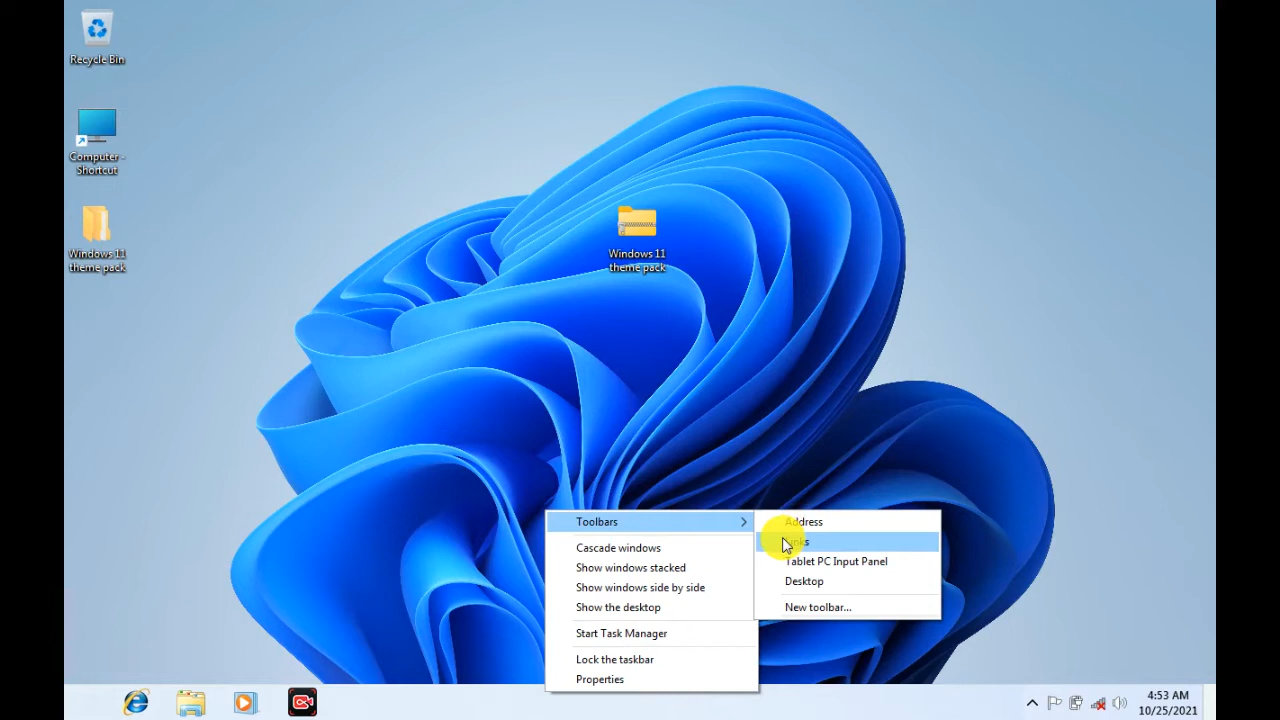 Recycle Bin
Computer -
Shortcut
Windows 11
theme pack
Windows 11
theme pack
Toolbars
Cascade windows
Show windows stacked
Show windows side by side
Show the desktop
Start Task Manager
Lock the taskbar
Properties
Address
Links
Tablet PC Input Panel
Desktop
New toolbar...
4:53 AM
10/25/2021